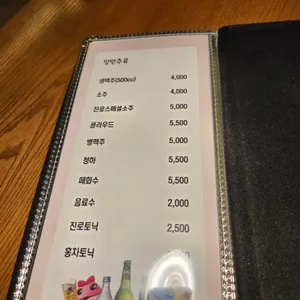 일반주류
생맥주(500cc) 4,000
소주 4,000
진로스페셜소주 5,000
클라우드 5,500
병맥주 5,000
청하 5,500
매화수 5,500
음료수 2,000
진로토닉 2,500
홍차토닉